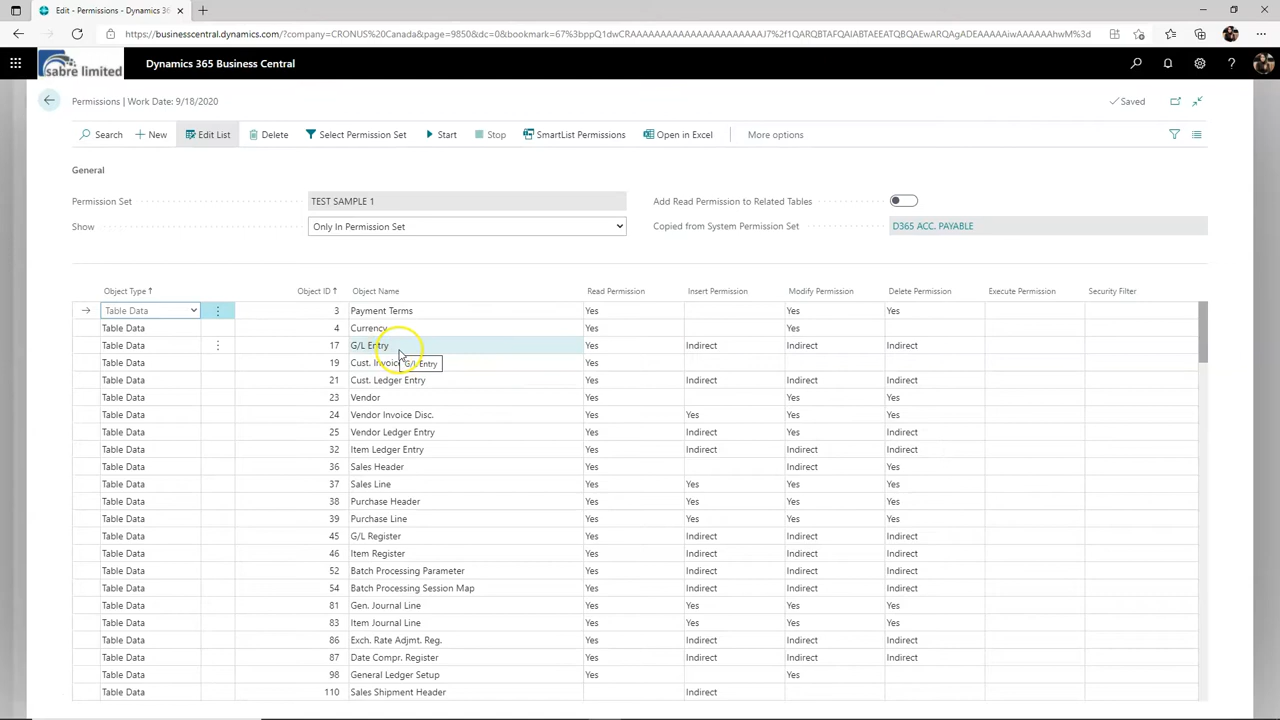 Edit - Permissions - Dynamics 36
https://businesscentral.dynamics.com/?company=CRONUS%20Canada&page=9850&dc=0&bookmark=
sabre limited Dynamics 365 Business Central
Permissions | Work Date: 9/18/2020 Saved
Search New Edit List Delete Select Permission Set Start Stop SmartList Permissions Open in Excel More options
General
Permission Set TEST SAMPLE 1 Add Read Permission to Related Tables
Show Only In Permission Set Copied from System Permission Set D365 ACC. PAYABLE
Object Type ↑ Object ID ↑ Object Name Read Permission Insert Permission Modify Permission Delete Permission Execute Permission Security Filter
Table Data 3 Payment Terms Yes Yes Yes
Table Data 4 Currency Yes Yes
Table Data 17 G/L Entry Yes Indirect Indirect Indirect
Table Data 19 Cust. G/L Entry Yes
Table Data 21 Cust. Ledger Entry Yes Indirect Indirect Indirect
Table Data 23 Vendor Yes Yes Yes
Table Data 24 Vendor Invoice Disc. Yes Yes Yes Yes
Table Data 25 Vendor Ledger Entry Yes Indirect Yes Indirect
Table Data 32 Item Ledger Entry Yes Indirect Indirect Indirect
Table Data 36 Sales Header Yes Indirect Yes
Table Data 37 Sales Line Yes Yes Yes Yes
Table Data 38 Purchase Header Yes Yes Yes Yes
Table Data 39 Purchase Line Yes Yes Yes Yes
Table Data 45 G/L Register Yes Indirect Indirect Indirect
Table Data 46 Item Register Yes Indirect Indirect Indirect
Table Data 52 Batch Processing Parameter Yes Indirect Indirect Indirect
Table Data 54 Batch Processing Session Map Yes Indirect Indirect Indirect
Table Data 81 Gen. Journal Line Yes Yes Yes Yes
Table Data 83 Item Journal Line Yes Yes Yes Yes
Table Data 86 Exch. Rate Adjmt. Reg. Yes Indirect Indirect Indirect
Table Data 87 Date Compr. Register Yes Indirect Indirect Indirect
Table Data 98 General Ledger Setup Yes Yes
Table Data 110 Sales Shipment Header Indirect